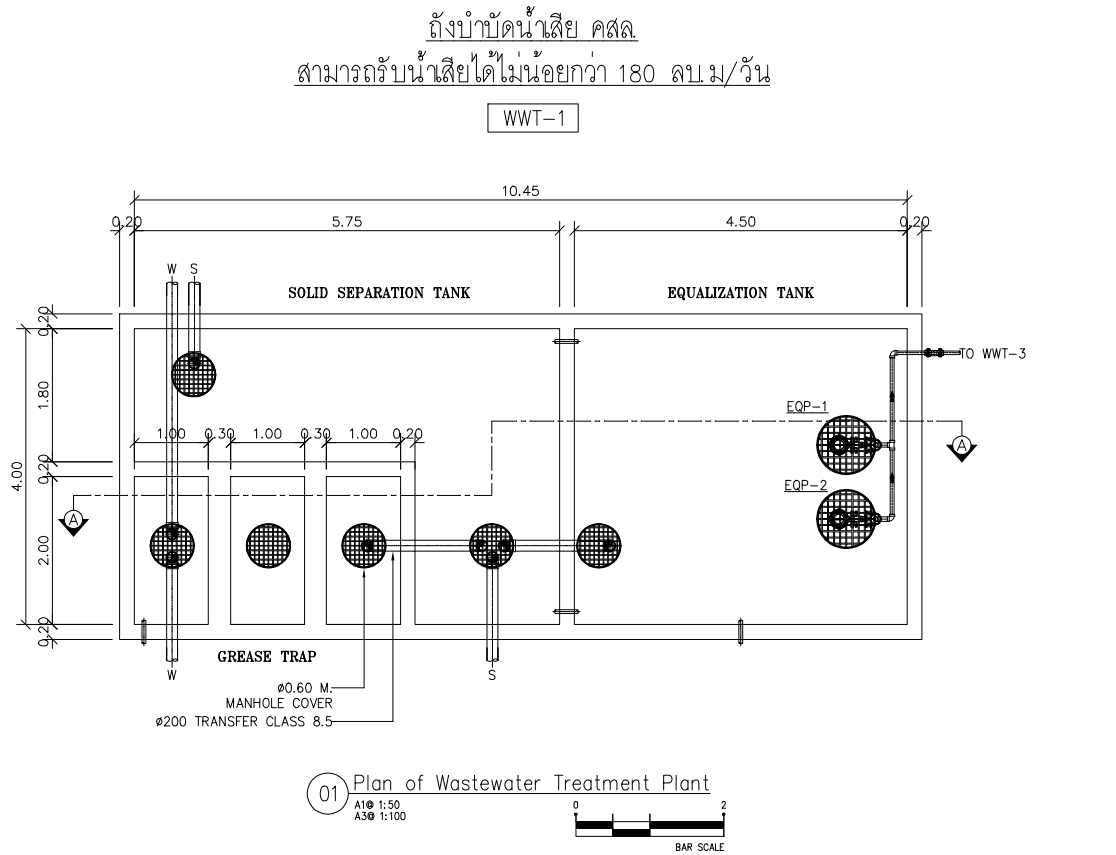 ถังบำบัดน้ำเสีย คสล.
สามารถรับน้ำเสียได้ไม่น้อยกว่า 180 ลบ.ม/วัน
WWT-1
10.45
0.20 5.75 4.50 0.20
W S
SOLID SEPARATION TANK EQUALIZATION TANK
0.20
TO WWT-3
1.80
EQP-1
1.00 0.30 1.00 0.30 1.00 0.20
A
0.20
4.00
EQP-2
A
2.00
0.20
GREASE TRAP
W S
ø0.60 M.
MANHOLE COVER
ø200 TRANSFER CLASS 8.5
01 Plan of Wastewater Treatment Plant
A1@ 1:50
A3@ 1:100
0 2
BAR SCALE